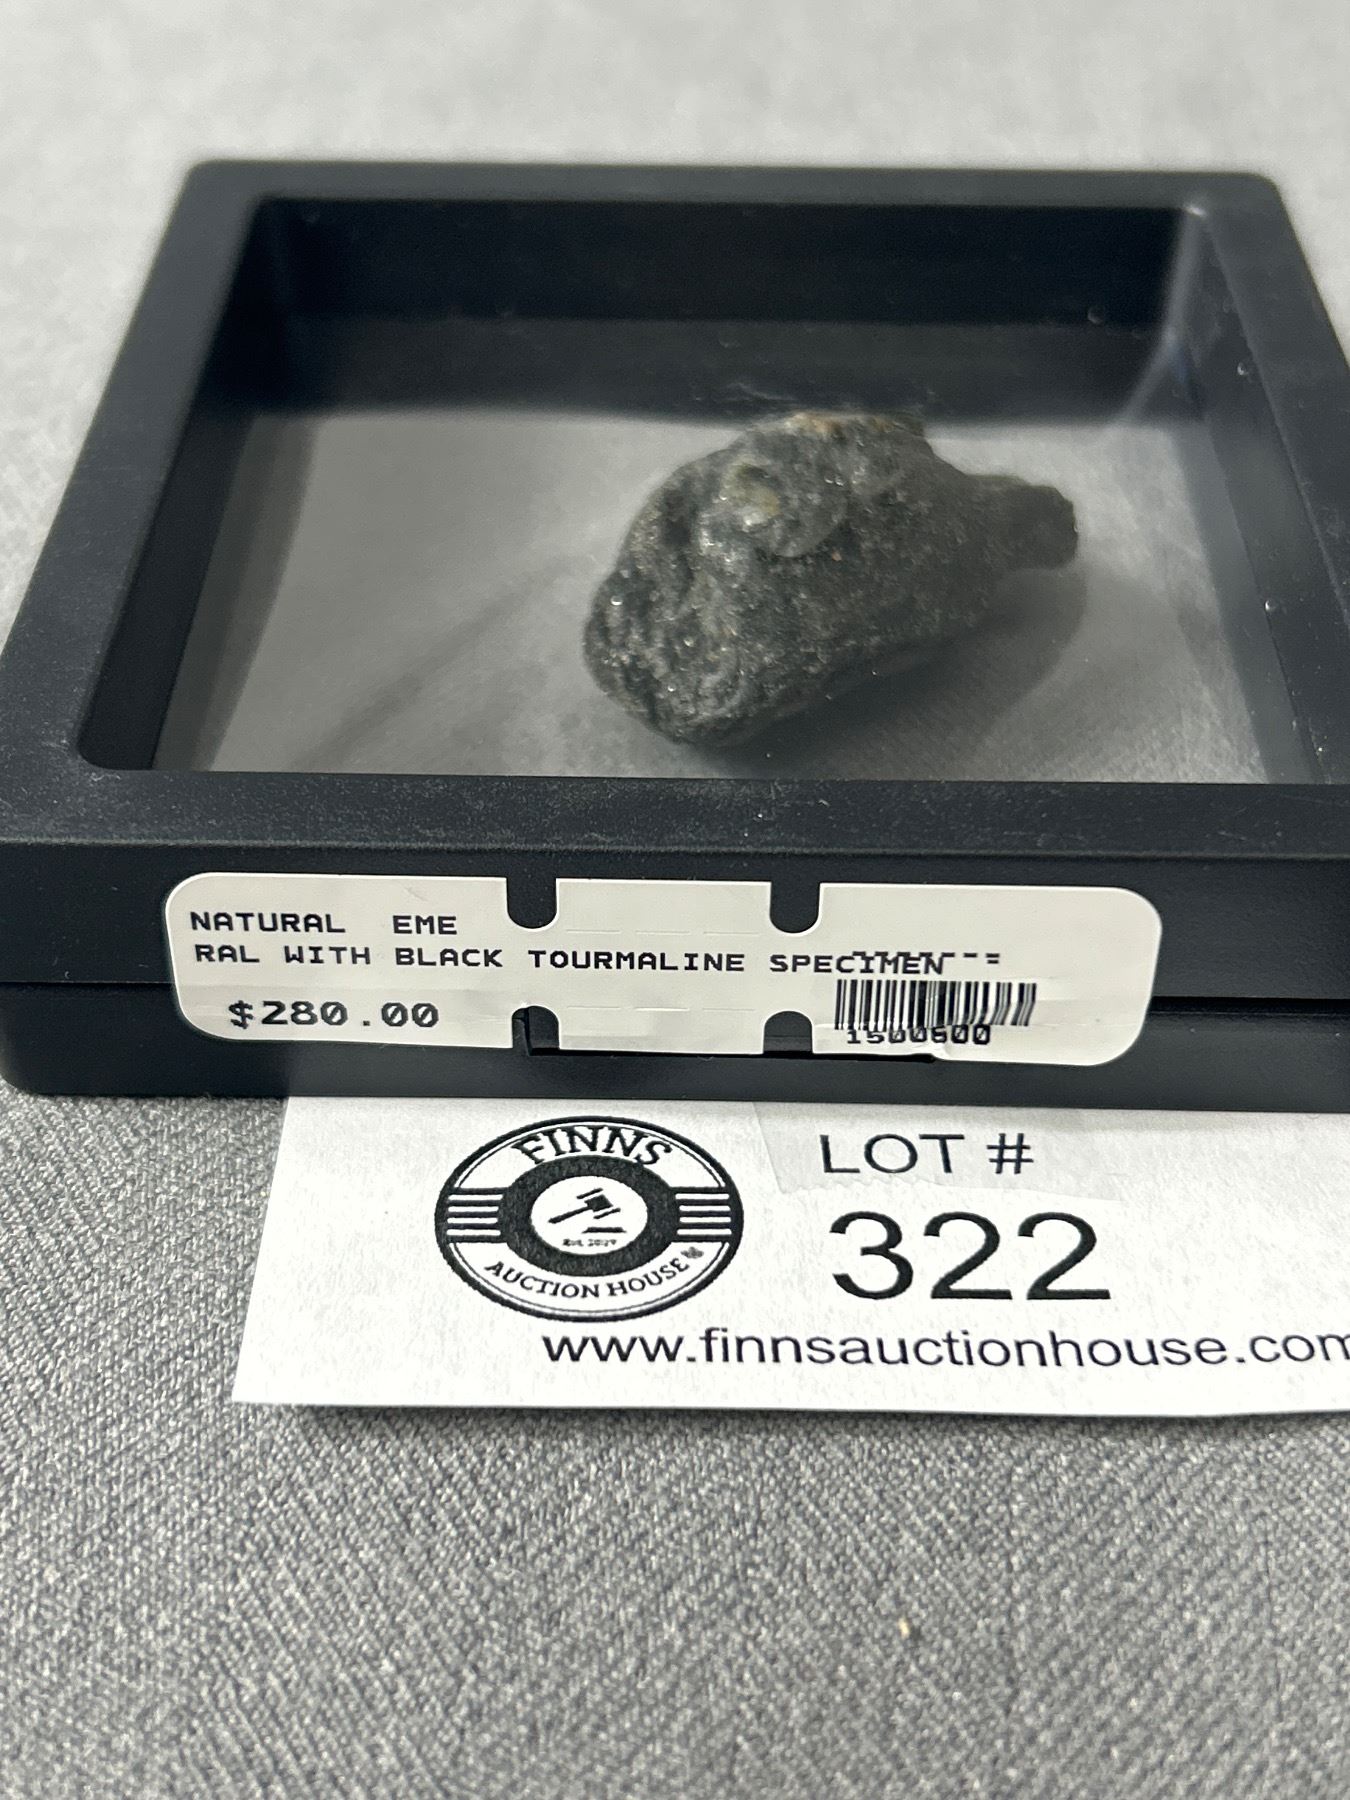 NATURAL EME
RAL WITH BLACK TOURMALINE SPECIMEN
$280.00
1500600
FINNS
AUCTION HOUSE
LOT #
322
www.finnsauctionhouse.com